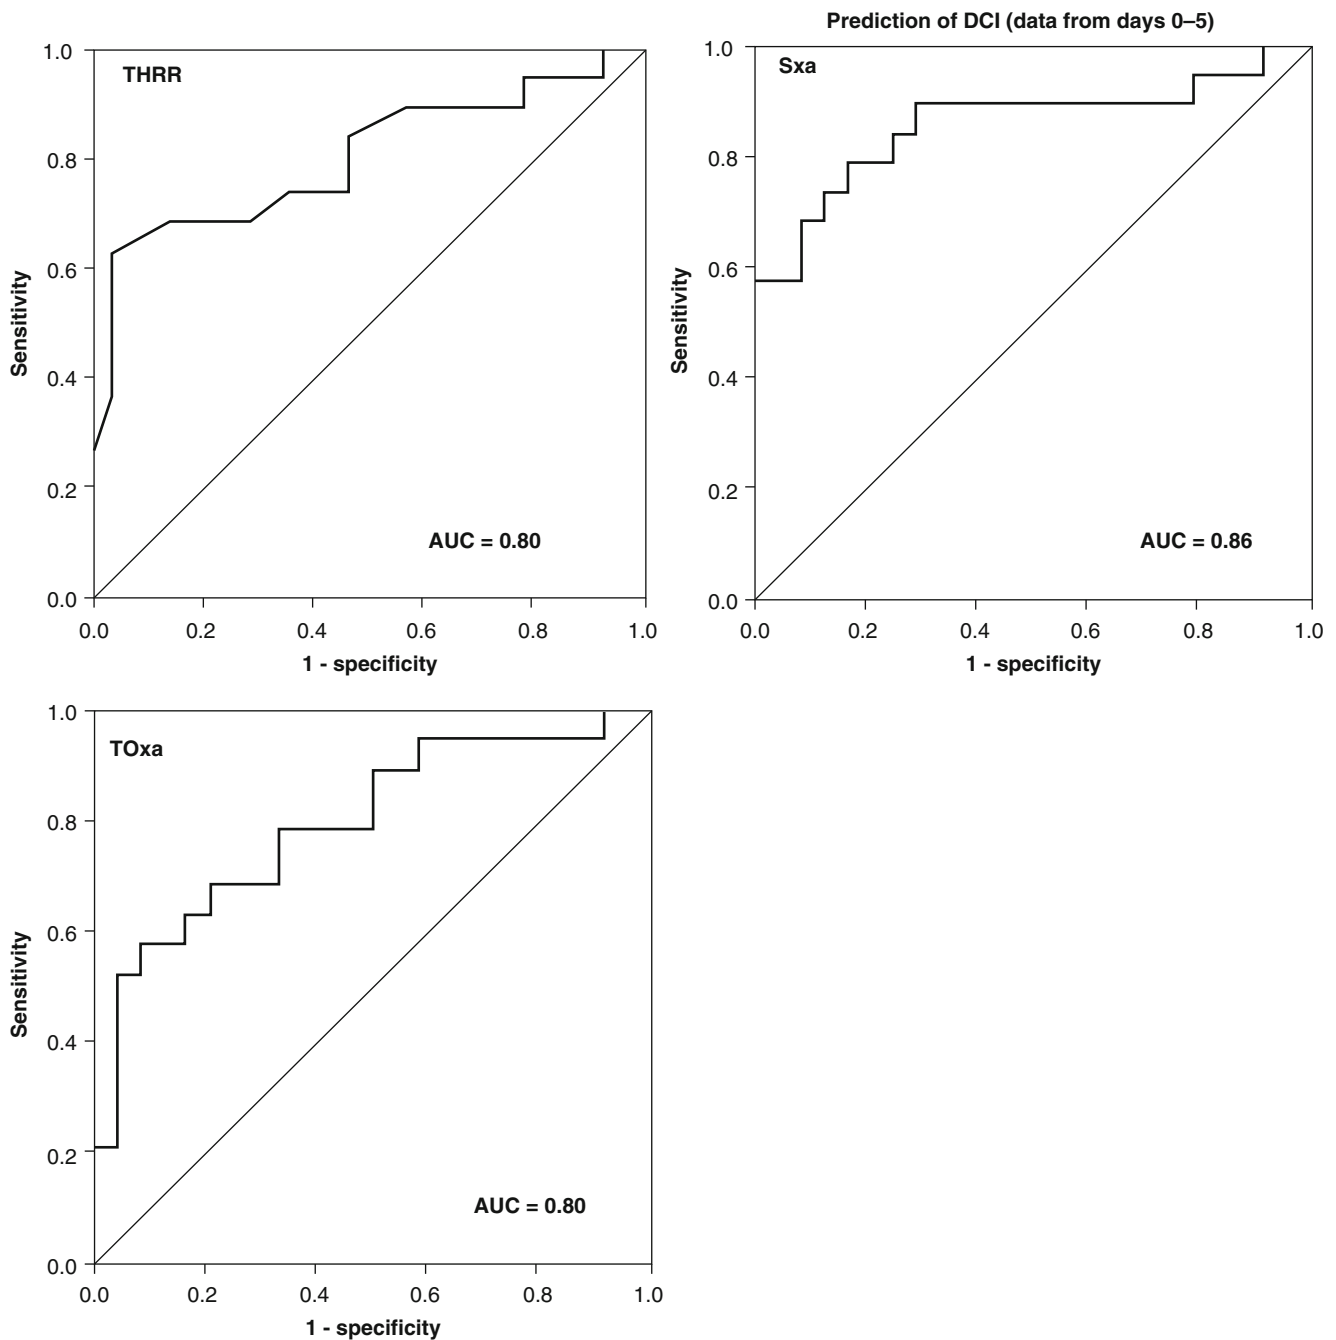 Prediction of DCI (data from days 0–5)
THRR
1.0
0.8
0.6
0.4
0.2
0.0
Sensitivity
AUC = 0.80
0.0 0.2 0.4 0.6 0.8 1.0
1 - specificity
Sxa
1.0
0.8
0.6
0.4
0.2
0.0
Sensitivity
AUC = 0.86
0.0 0.2 0.4 0.6 0.8 1.0
1 - specificity
TOxa
1.0
0.8
0.6
0.4
0.2
0.0
Sensitivity
AUC = 0.80
0.0 0.2 0.4 0.6 0.8 1.0
1 - specificity